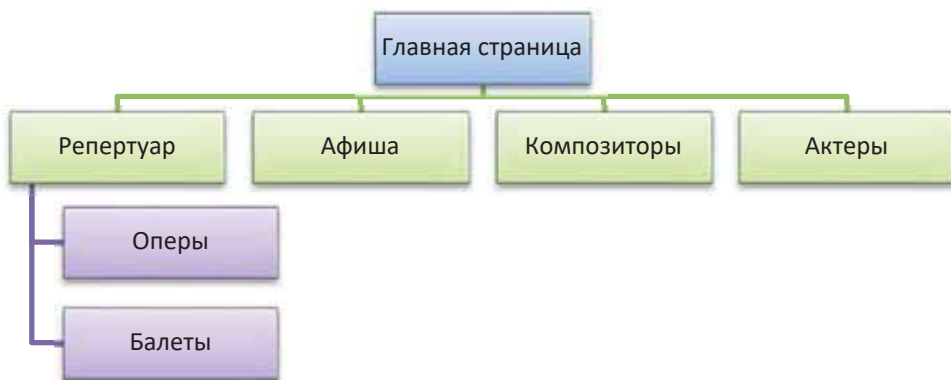 Главная страница
Репертуар
Афиша
Композиторы
Актеры
Оперы
Балеты